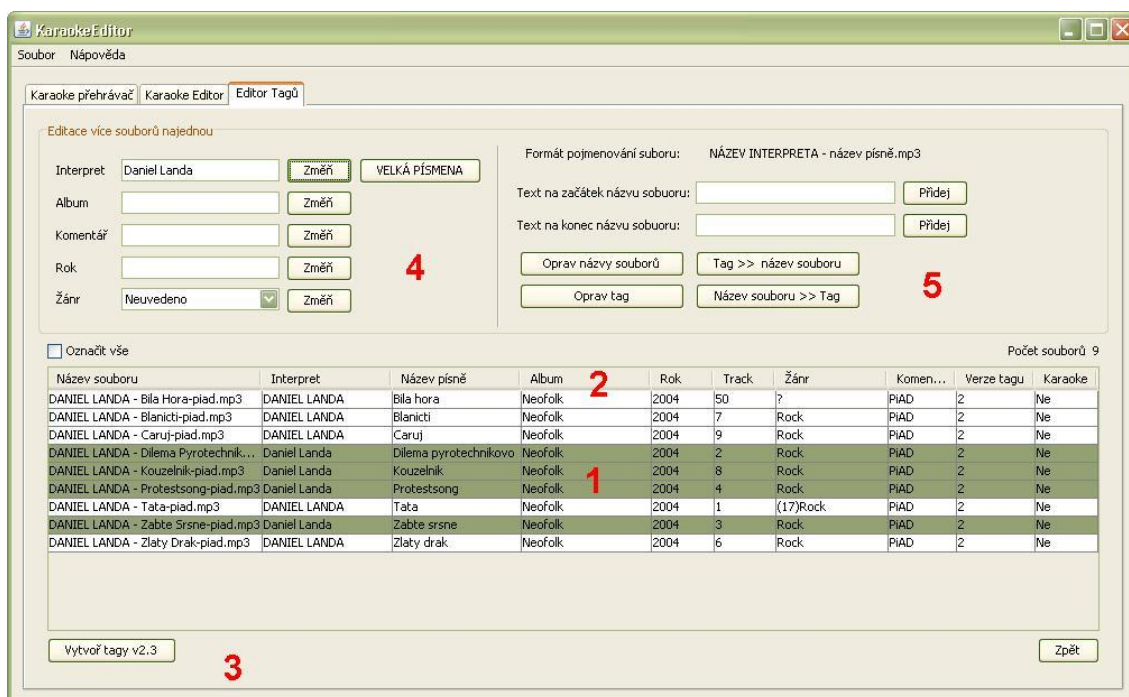 KaraokeEditor
Soubor Nápověda
Karaoke přehrávač Karaoke Editor Editor Tagů
Editace více souborů najednou
Interpret Daniel Landa Změň VELKÁ PÍSMENA
Album Změň
Komentář Změň
Rok Změň
Žánr Neuvedeno Změň
4
Formát pojmenování suboru: NÁZEV INTERPRETA - název písně.mp3
Text na začátek názvu sobuoru: Přidej
Text na konec názvu sobuoru: Přidej
Oprav názvy souborů Tag >> název souboru
Oprav tag Název souboru >> Tag
5
Označit vše Počet souborů 9
Název souboru Interpret Název písně Album 2 Rok Track Žánr Komen... Verze tagu Karaoke
DANIEL LANDA - Bila Hora-piad.mp3 DANIEL LANDA Bila hora Neofolk 2004 50 ? PiAD 2 Ne
DANIEL LANDA - Blanicti-piad.mp3 DANIEL LANDA Blanicti Neofolk 2004 7 Rock PiAD 2 Ne
DANIEL LANDA - Caruj-piad.mp3 DANIEL LANDA Caruj Neofolk 2004 9 Rock PiAD 2 Ne
DANIEL LANDA - Dilema Pyrotechnik... Daniel Landa Dilema pyrotechnikovo Neofolk 2004 2 Rock PiAD 2 Ne
DANIEL LANDA - Kouzelnik-piad.mp3 Daniel Landa Kouzelnik Neofolk 1 2004 8 Rock PiAD 2 Ne
DANIEL LANDA - Protestsong-piad.mp3 Daniel Landa Protestsong Neofolk 2004 4 Rock PiAD 2 Ne
DANIEL LANDA - Tata-piad.mp3 DANIEL LANDA Tata Neofolk 2004 1 (17)Rock PiAD 2 Ne
DANIEL LANDA - Zabte Srsne-piad.mp3 Daniel Landa Zabte srsne Neofolk 2004 3 Rock PiAD 2 Ne
DANIEL LANDA - Zlaty Drak-piad.mp3 DANIEL LANDA Zlaty drak Neofolk 2004 6 Rock PiAD 2 Ne
Vytvoř tagy v2.3 3 Zpět